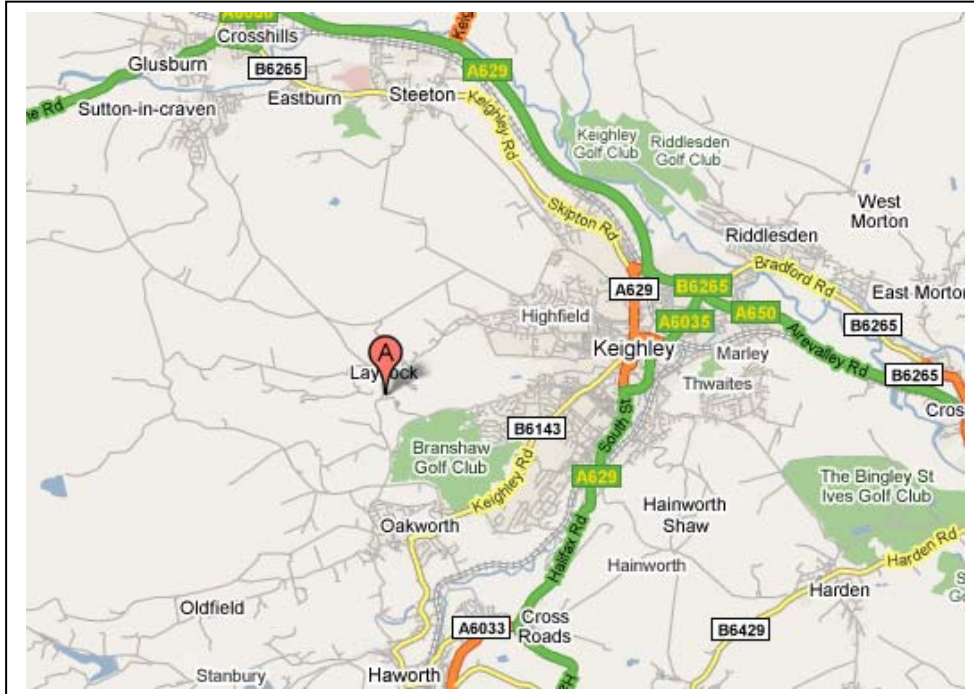 A6068
Crosshills
Glusburn
B6265
A629
Eastburn
Steeton
ne Rd
Sutton-in-craven
Keighley Rd
Keighley
Golf Club
Riddlesden
Golf Club
West
Morton
Skipton Rd
Riddlesden
Bradford Rd
A629
B6265
East Morton
Highfield
A6035
A650
B6265
Keighley
Airevalley Rd
Marley
A
Thwaites
B6265
B6143
South St
Branshaw
Golf Club
A629
The Bingley St
Ives Golf Club
Keighley Rd
Hainworth
Shaw
Oakworth
Halifax Rd
Hainworth
Harden Rd
Harden
Oldfield
A6033
Cross
Roads
B6429
Stanbury
Haworth